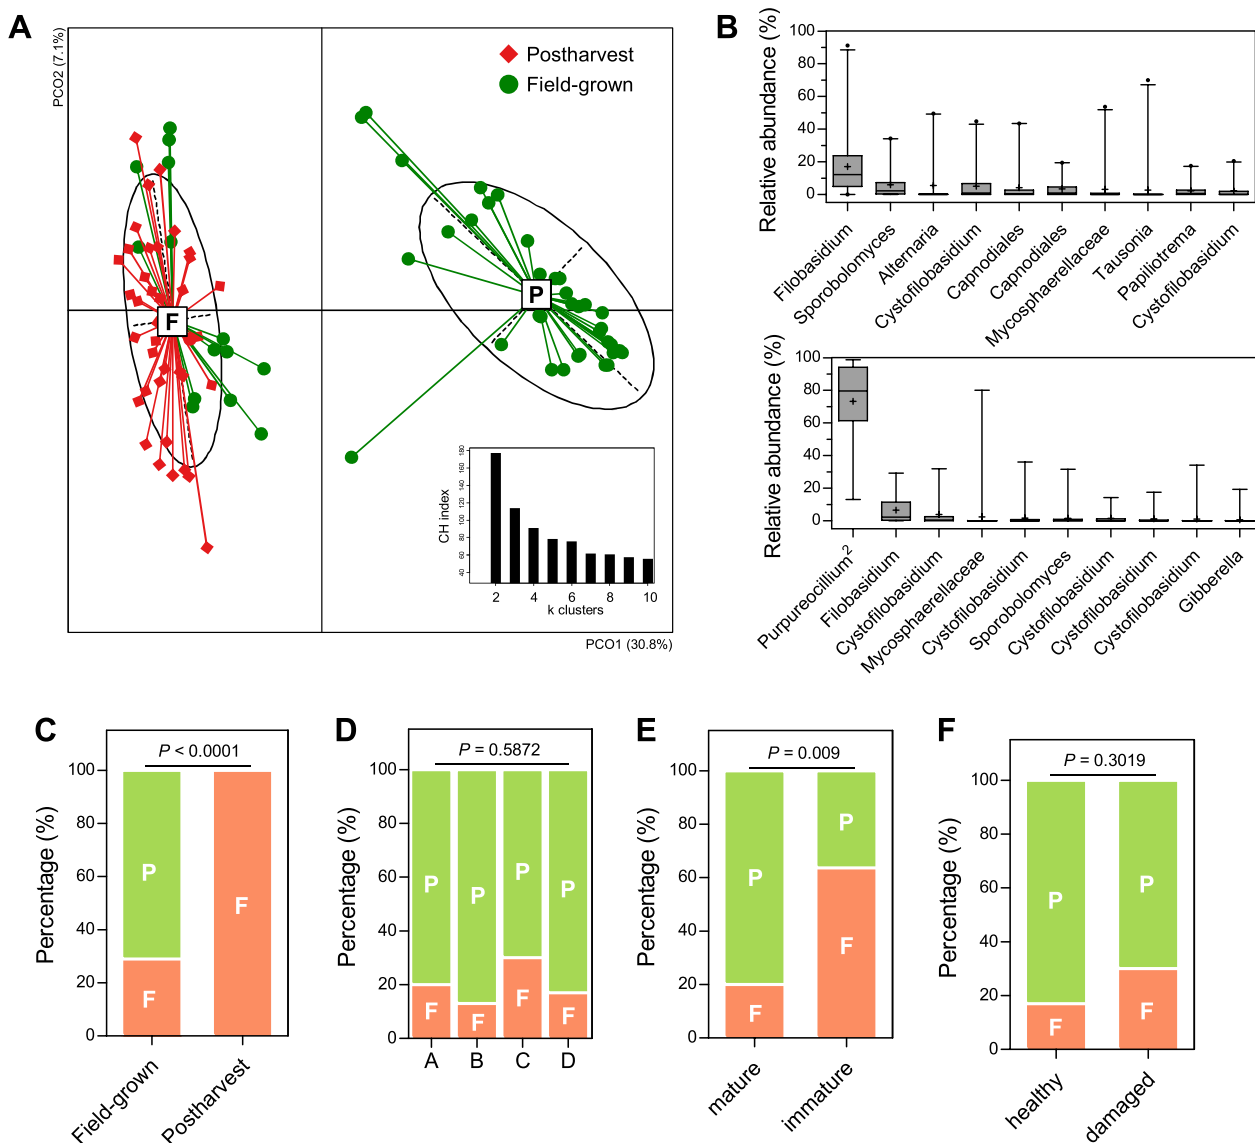 A
PCO2 (7.1%)
Postharvest
Field-grown
F
P
CH index
180
160
140
120
100
80
60
40
2
4
6
8
10
k clusters
PCO1 (30.8%)
B
Relative abundance (%)
100
80
60
40
20
0
Filobasidium
Sporobolomyces
Alternaria
Cystofilobasidium
Capnodiales
Capnodiales
Mycosphaerellaceae
Tausonia
Papiliotrema
Cystofilobasidium
Relative abundance (%)
100
80
60
40
20
0
Purpureocillium2
Filobasidium
Cystofilobasidium
Mycosphaerellaceae
Cystofilobasidium
Sporobolomyces
Cystofilobasidium
Cystofilobasidium
Cystofilobasidium
Gibberella
C
P < 0.0001
Percentage (%)
100
80
60
40
20
0
P
F
F
Field-grown
Postharvest
D
P = 0.5872
Percentage (%)
100
80
60
40
20
0
P
P
P
P
F
F
F
F
A
B
C
D
E
P = 0.009
Percentage (%)
100
80
60
40
20
0
P
P
F
F
mature
immature
F
P = 0.3019
Percentage (%)
100
80
60
40
20
0
P
P
F
F
healthy
damaged